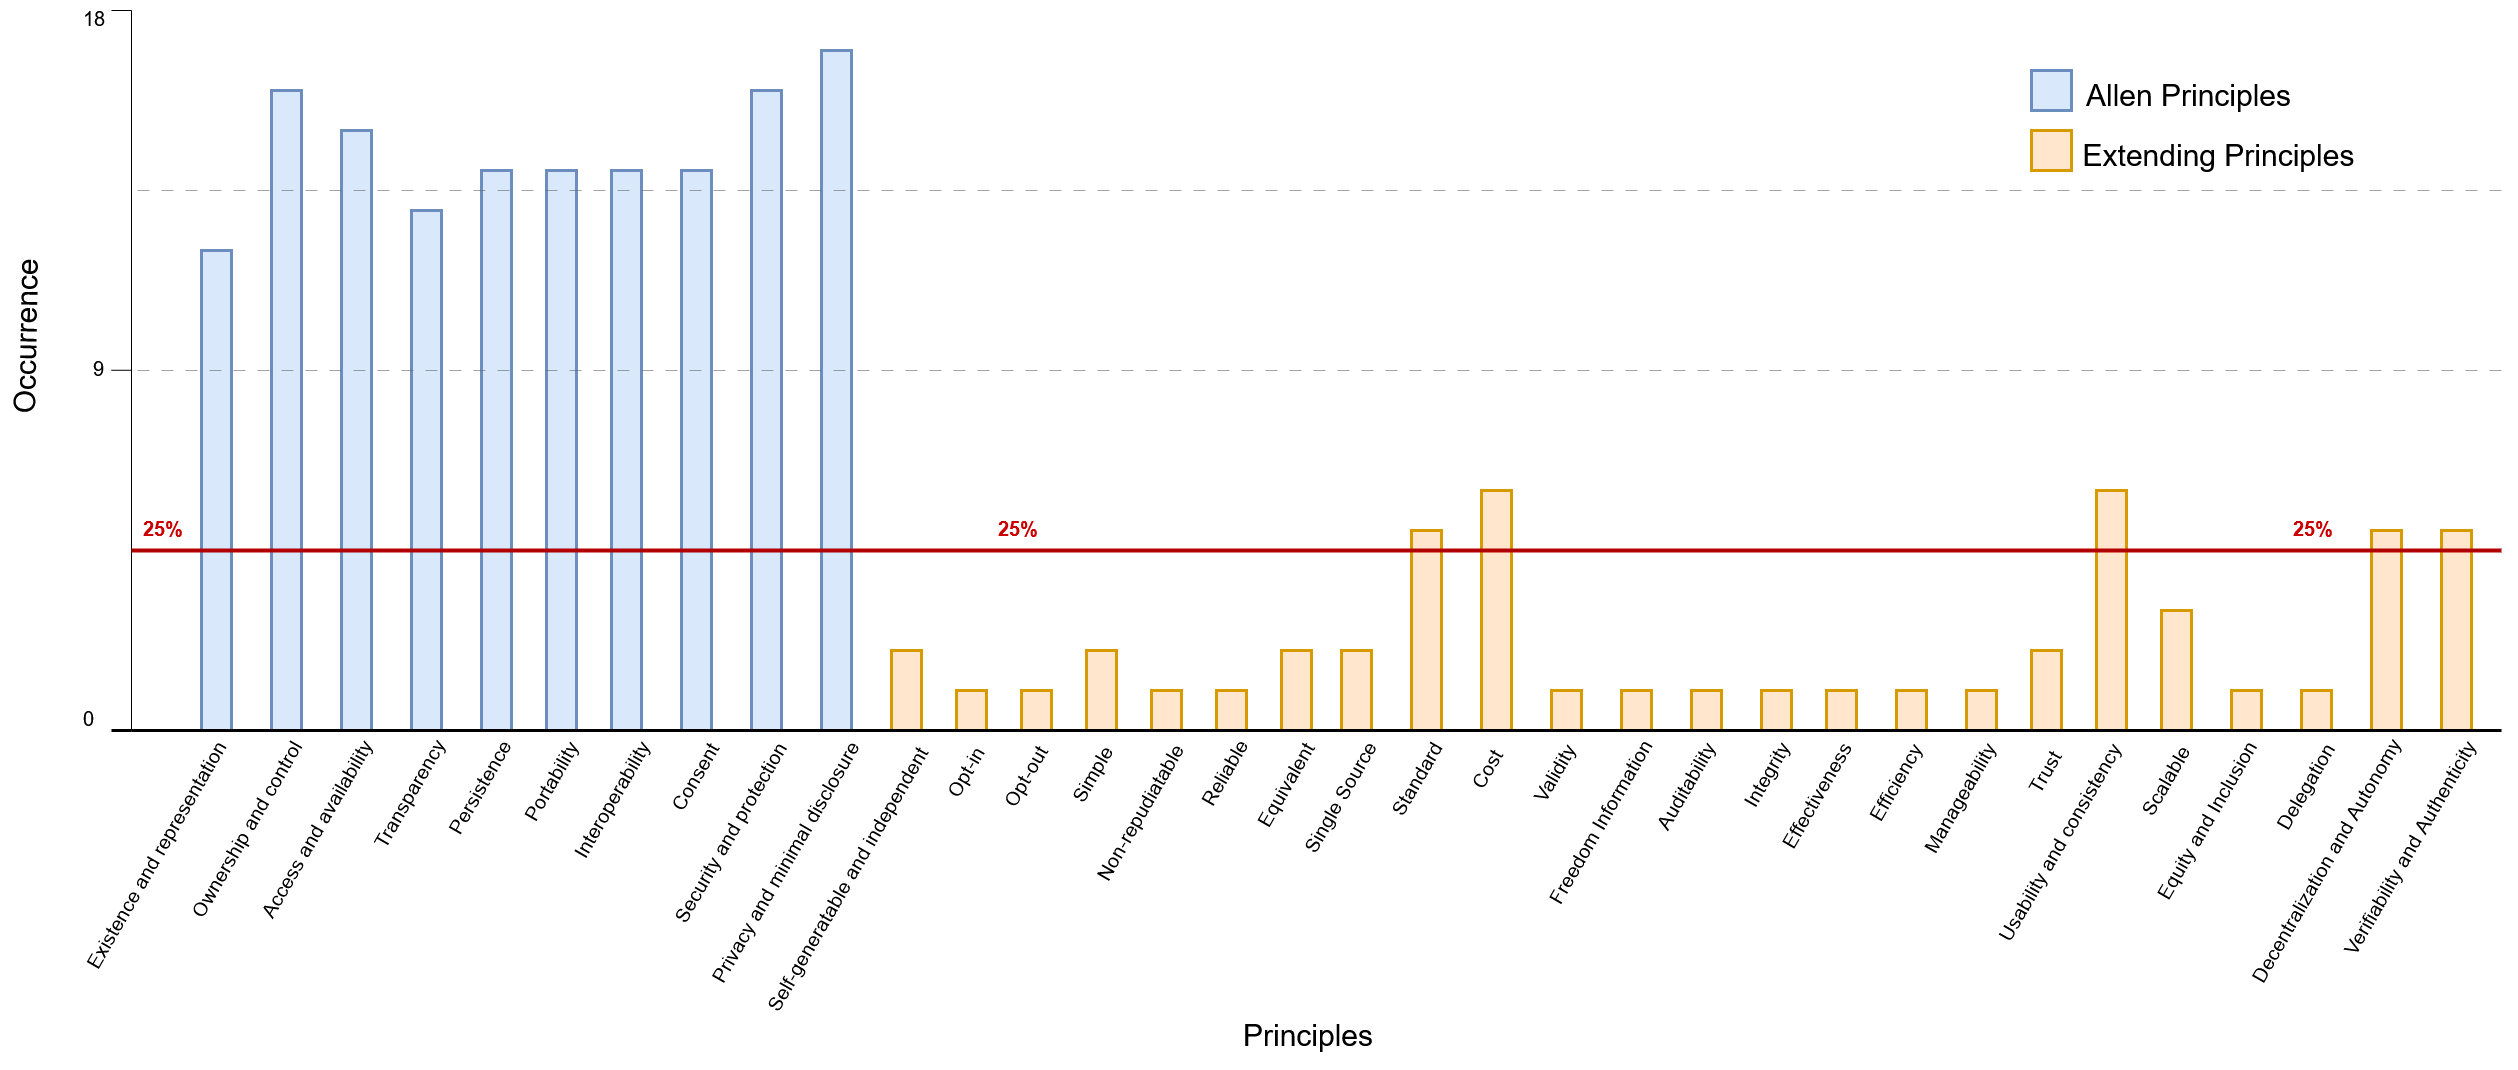 18
9
0
Occurrence
Allen Principles
Extending Principles
25%
25%
25%
Existence and representation
Ownership and control
Access and availability
Transparency
Persistence
Portability
Interoperability
Consent
Security and protection
Privacy and minimal disclosure
Self-generatable and independent
Opt-in
Opt-out
Simple
Non-repudiatable
Reliable
Equivalent
Single Source
Standard
Cost
Validity
Freedom Information
Auditability
Integrity
Effectiveness
Efficiency
Manageability
Trust
Usability and consistency
Scalable
Equity and Inclusion
Delegation
Decentralization and Autonomy
Verifiability and Authenticity
Principles